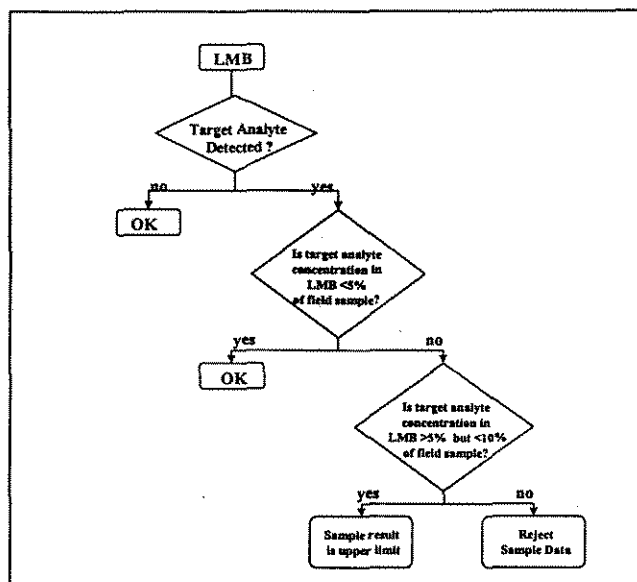 LMB
Target Analyte
Detected ?
no
yes
OK
Is target analyte
concentration in
LMB <5%
of field sample?
yes
no
OK
Is target analyte
concentration in
LMB >5% but <10%
of field sample?
yes
no
Sample result
is upper limit
Reject
Sample Data